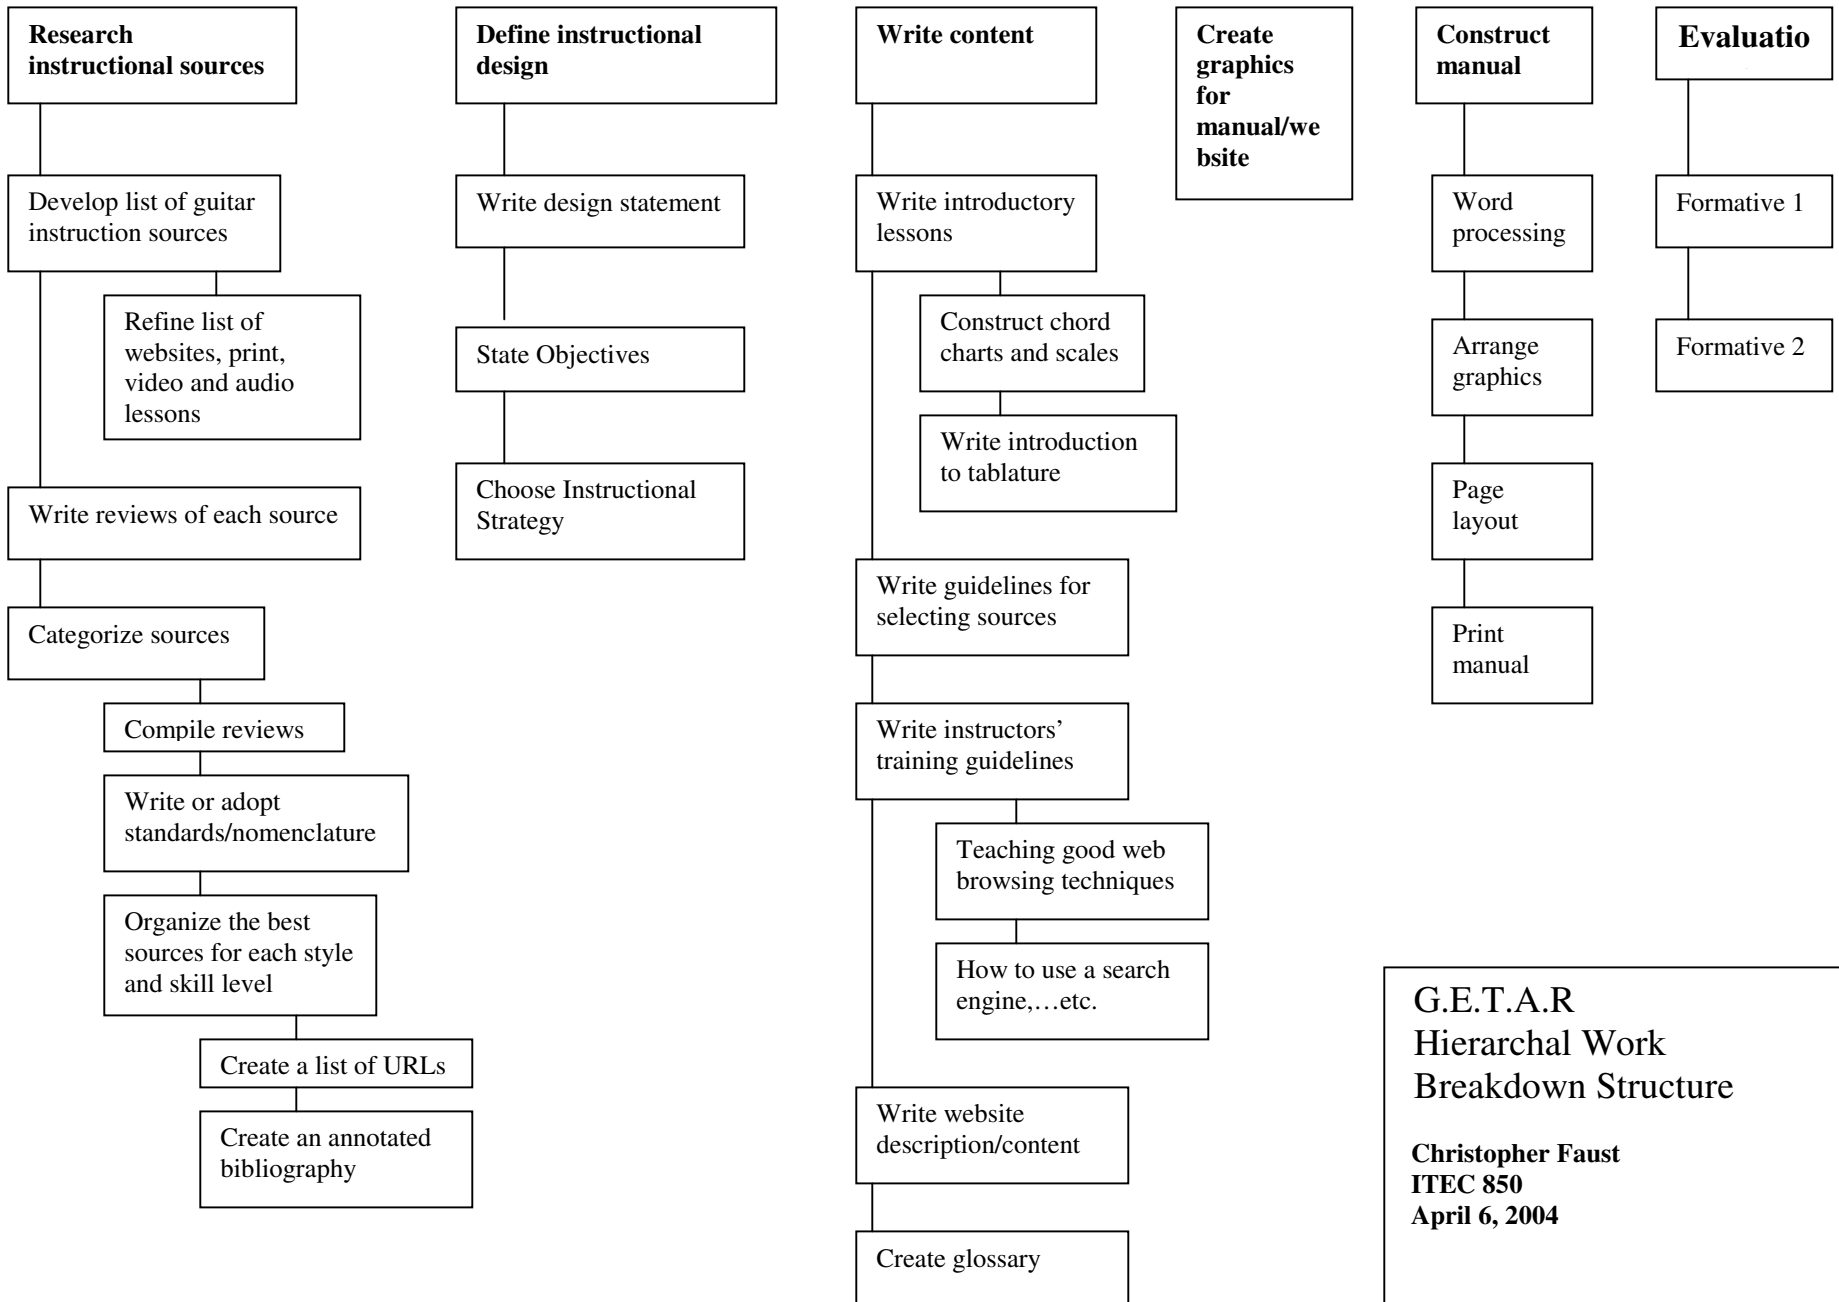 Research
instructional sources
Develop list of guitar
instruction sources
Refine list of
websites, print,
video and audio
lessons
Write reviews of each source
Categorize sources
Compile reviews
Write or adopt
standards/nomenclature
Organize the best
sources for each style
and skill level
Create a list of URLs
Create an annotated
bibliography
Define instructional
design
Write design statement
State Objectives
Choose Instructional
Strategy
Write content
Write introductory
lessons
Construct chord
charts and scales
Write introduction
to tablature
Write guidelines for
selecting sources
Write instructors’
training guidelines
Teaching good web
browsing techniques
How to use a search
engine,…etc.
Write website
description/content
Create glossary
Create
graphics
for
manual/we
bsite
Construct
manual
Word
processing
Arrange
graphics
Page
layout
Print
manual
Evaluatio
Formative 1
Formative 2
G.E.T.A.R
Hierarchal Work
Breakdown Structure
Christopher Faust
ITEC 850
April 6, 2004